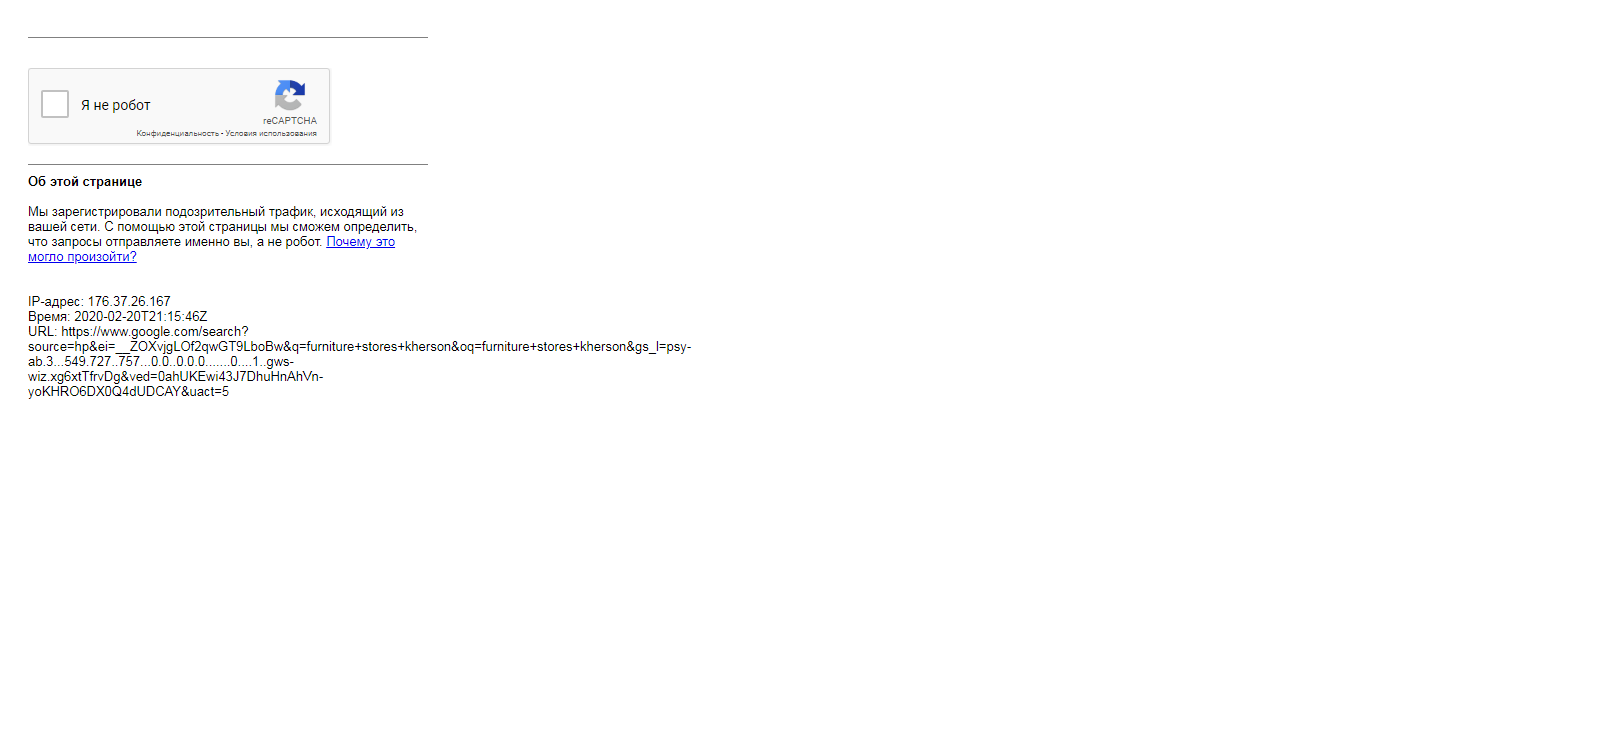 Я не робот
reCAPTCHA
Конфиденциальность - Условия использования
Об этой странице
Мы зарегистрировали подозрительный трафик, исходящий из
вашей сети. С помощью этой страницы мы сможем определить,
что запросы отправляете именно вы, а не робот. Почему это
могло произойти?
IP-адрес: 176.37.26.167
Время: 2020-02-20T21:15:46Z
URL: https://www.google.com/search?
source=hp&ei=__ZOXvjgLOf2qwGT9LboBw&q=furniture+stores+kherson&oq=furniture+stores+kherson&gs_l=psy-
ab.3...549.727..757...0.0..0.0.0.......0....1..gws-
wiz.xg6xtTfrvDg&ved=0ahUKEwi43J7DhuHnAhVn-
yoKHRO6DX0Q4dUDCAY&uact=5